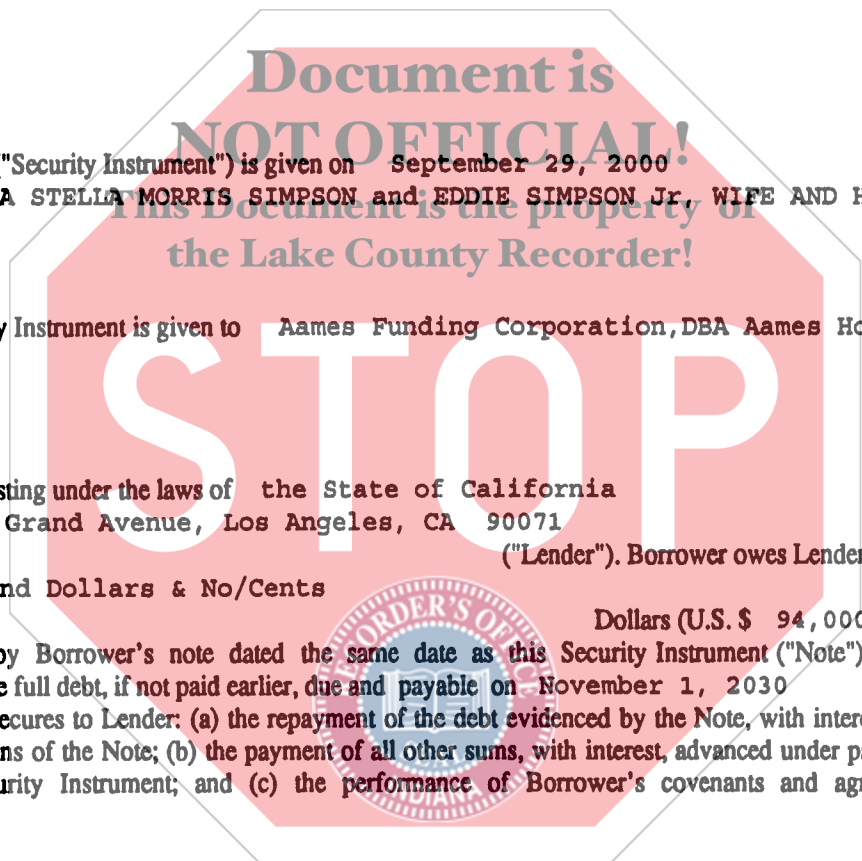 Document is
NOT OFFICIAL!
("Security Instrument") is given on September 29, 2000
A STELLA MORRIS SIMPSON and EDDIE SIMPSON Jr, WIFE AND H
This Document is the property of
the Lake County Recorder!
Instrument is given to Aames Funding Corporation,DBA Aames Ho
STOP
sting under the laws of the State of California
Grand Avenue, Los Angeles, CA 90071
("Lender"). Borrower owes Lender
nd Dollars & No/Cents
Dollars (U.S. $ 94,000
by Borrower's note dated the same date as this Security Instrument ("Note")
e full debt, if not paid earlier, due and payable on November 1, 2030
ecures to Lender: (a) the repayment of the debt evidenced by the Note, with intere
ns of the Note; (b) the payment of all other sums, with interest, advanced under pa
urity Instrument; and (c) the performance of Borrower's covenants and agr
RECORDER'S OFFICE
INDIANA